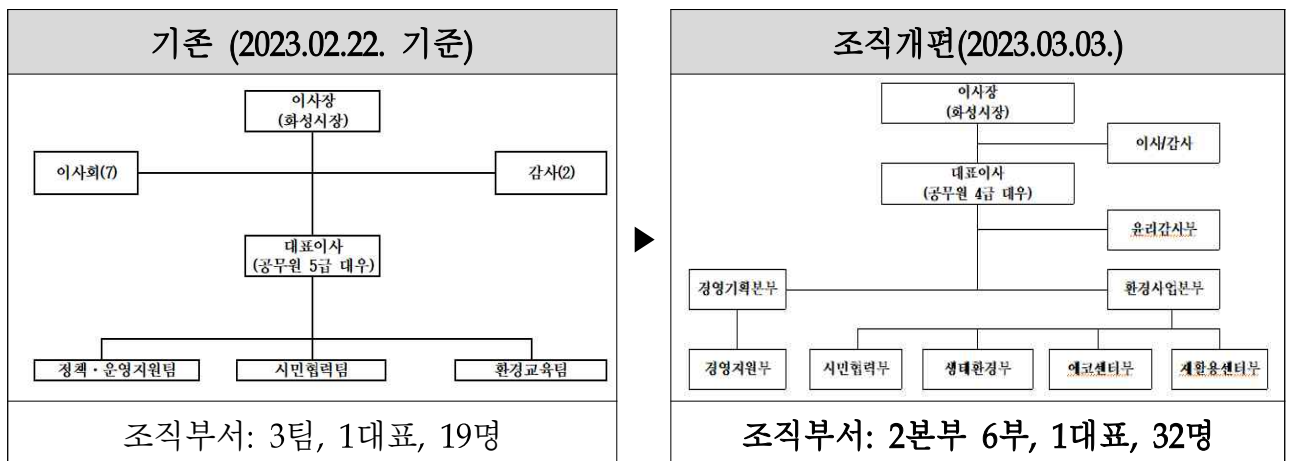 기존 (2023.02.22. 기준)
이사장
(화성시장)
이사회(7)
감사(2)
대표이사
(공무원 5급 대우)
정책·운영지원팀
시민협력팀
환경교육팀
조직부서: 3팀, 1대표, 19명
▶
조직개편(2023.03.03.)
이사장
(화성시장)
이사/감사
대표이사
(공무원 4급 대우)
윤리감사부
경영기획본부
환경사업본부
경영지원부
시민협력부
생태환경부
에코센터부
재활용센터부
조직부서: 2본부 6부, 1대표, 32명